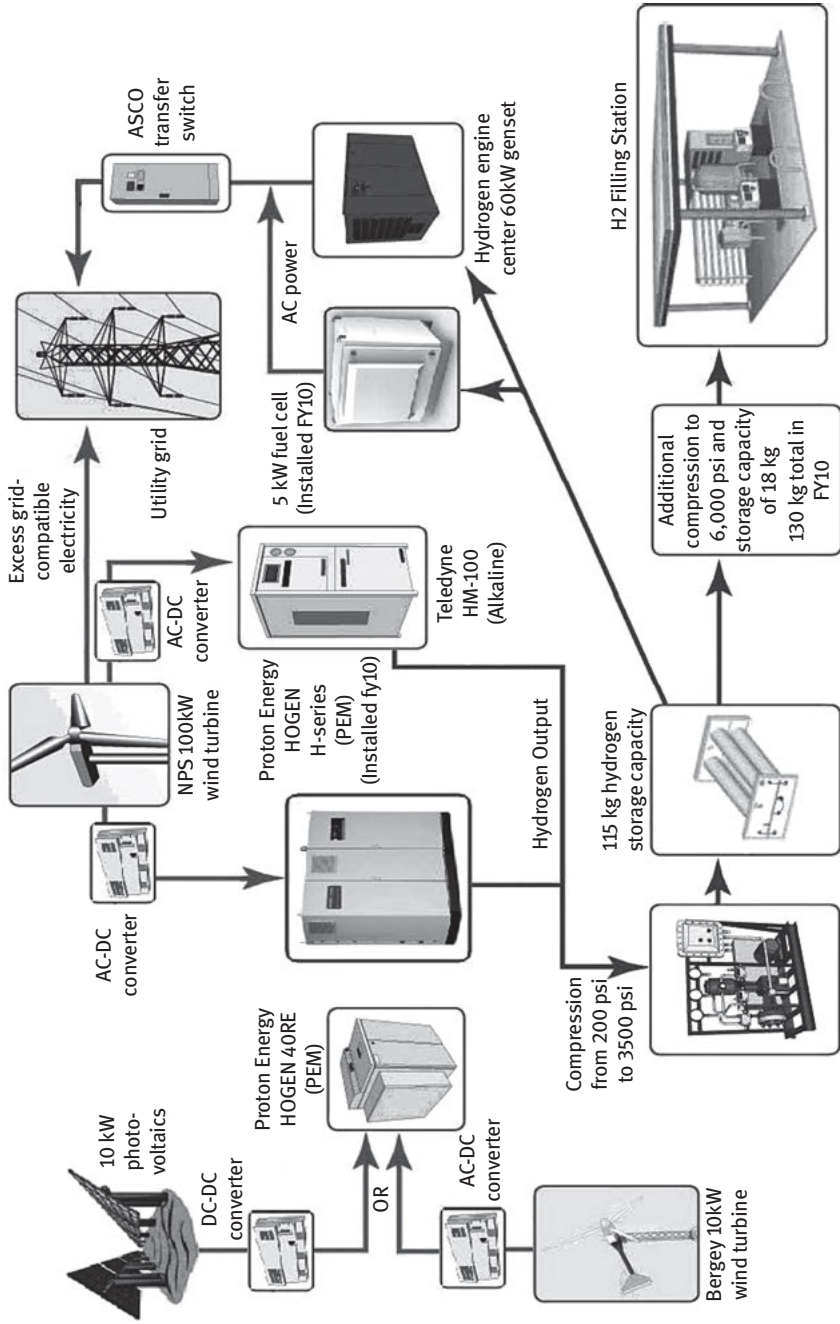 10 kW
photo-
voltaics
DC-DC
converter
OR
Proton Energy
HOGEN 40RE
(PEM)
AC-DC
converter
Bergey 10kW
wind turbine
AC-DC
converter
NPS 100kW
wind turbine
Excess grid-
compatible
electricity
AC-DC
converter
Utility grid
ASCO
transfer
switch
Proton Energy
HOGEN
H-series
(PEM)
(Installed fy10)
Teledyne
HM-100
(Alkaline)
5 kW fuel cell
(Installed FY10)
AC power
Hydrogen engine
center 60kW genset
Hydrogen Output
Compression
from 200 psi
to 3500 psi
115 kg hydrogen
storage capacity
Additional
compression to
6,000 psi and
storage capacity
of 18 kg
130 kg total in
FY10
H2 Filling Station